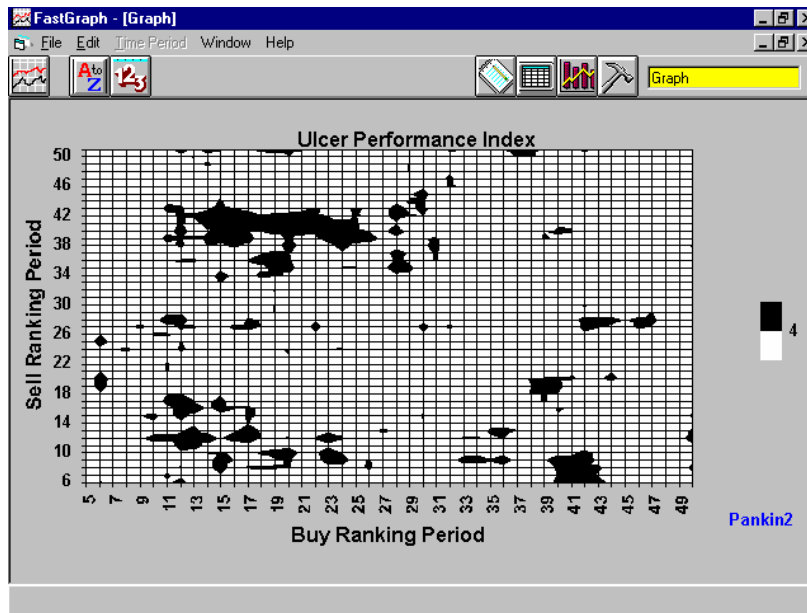 FastGraph - [Graph]
File Edit Time Period Window Help
A to Z 123 Graph
Ulcer Performance Index
Sell Ranking Period
50
46
42
38
34
30
26
22
18
14
10
6
5 7 9 11 13 15 17 19 21 23 25 27 29 31 33 35 37 39 41 43 45 47 49
Buy Ranking Period
4
Pankin2